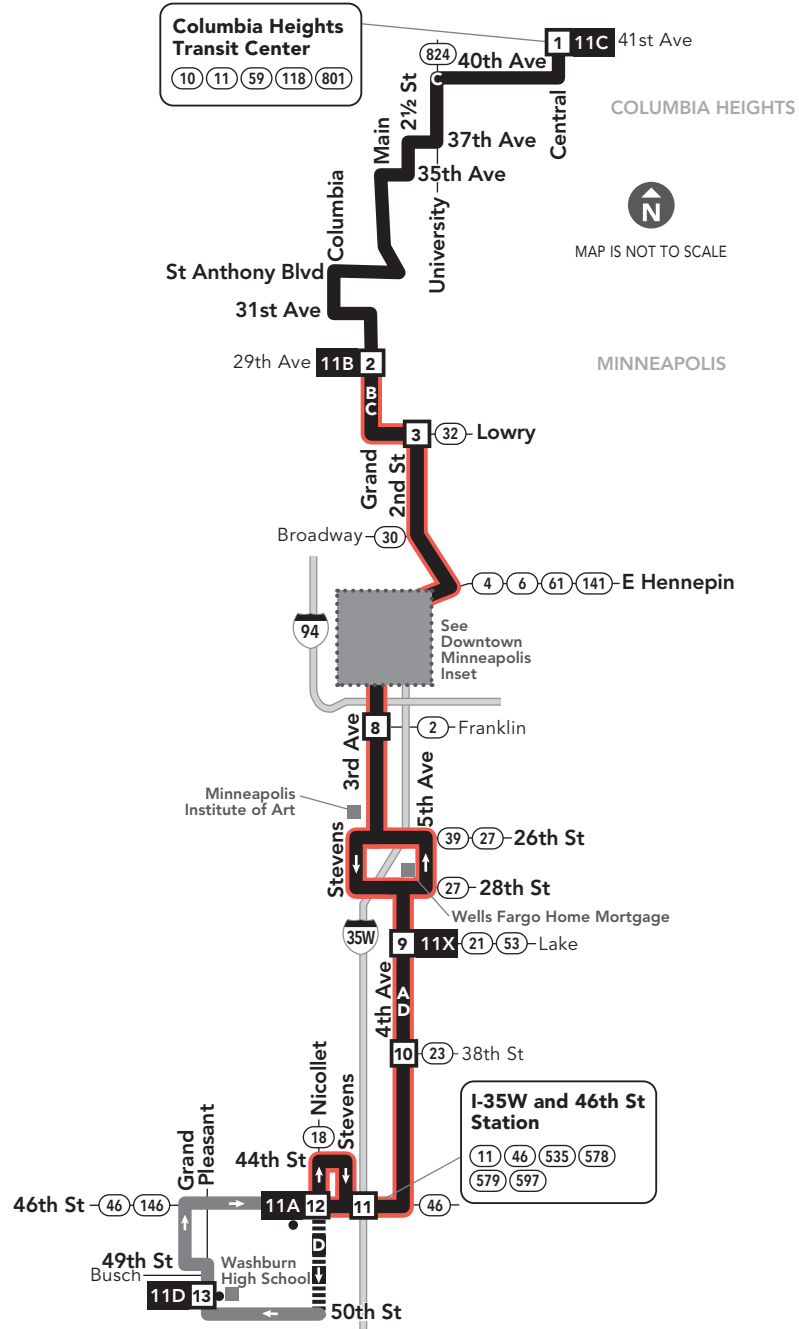 Columbia Heights
Transit Center
10 11 59 118 801
1 11C 41st Ave
824
40th Ave
C
Central
COLUMBIA HEIGHTS
2½ St
Main
37th Ave
35th Ave
University
Columbia
N
MAP IS NOT TO SCALE
St Anthony Blvd
31st Ave
29th Ave 11B 2
MINNEAPOLIS
B
C
3 32 Lowry
Grand
2nd St
Broadway 30
4 6 61 141 E Hennepin
94
See
Downtown
Minneapolis
Inset
3rd Ave
8 2 Franklin
5th Ave
Minneapolis
Institute of Art
Stevens
39 27 26th St
27 28th St
Wells Fargo Home Mortgage
35W
9 11X 21 53 Lake
4th Ave
A
D
10 23 38th St
I-35W and 46th St
Station
11 46 535 578
579 597
Nicollet
Stevens
18
44th St
Grand
Pleasant
46th St 46 146
11A 12 11 46
D
49th St
Busch
Washburn
High School
11D 13
50th St